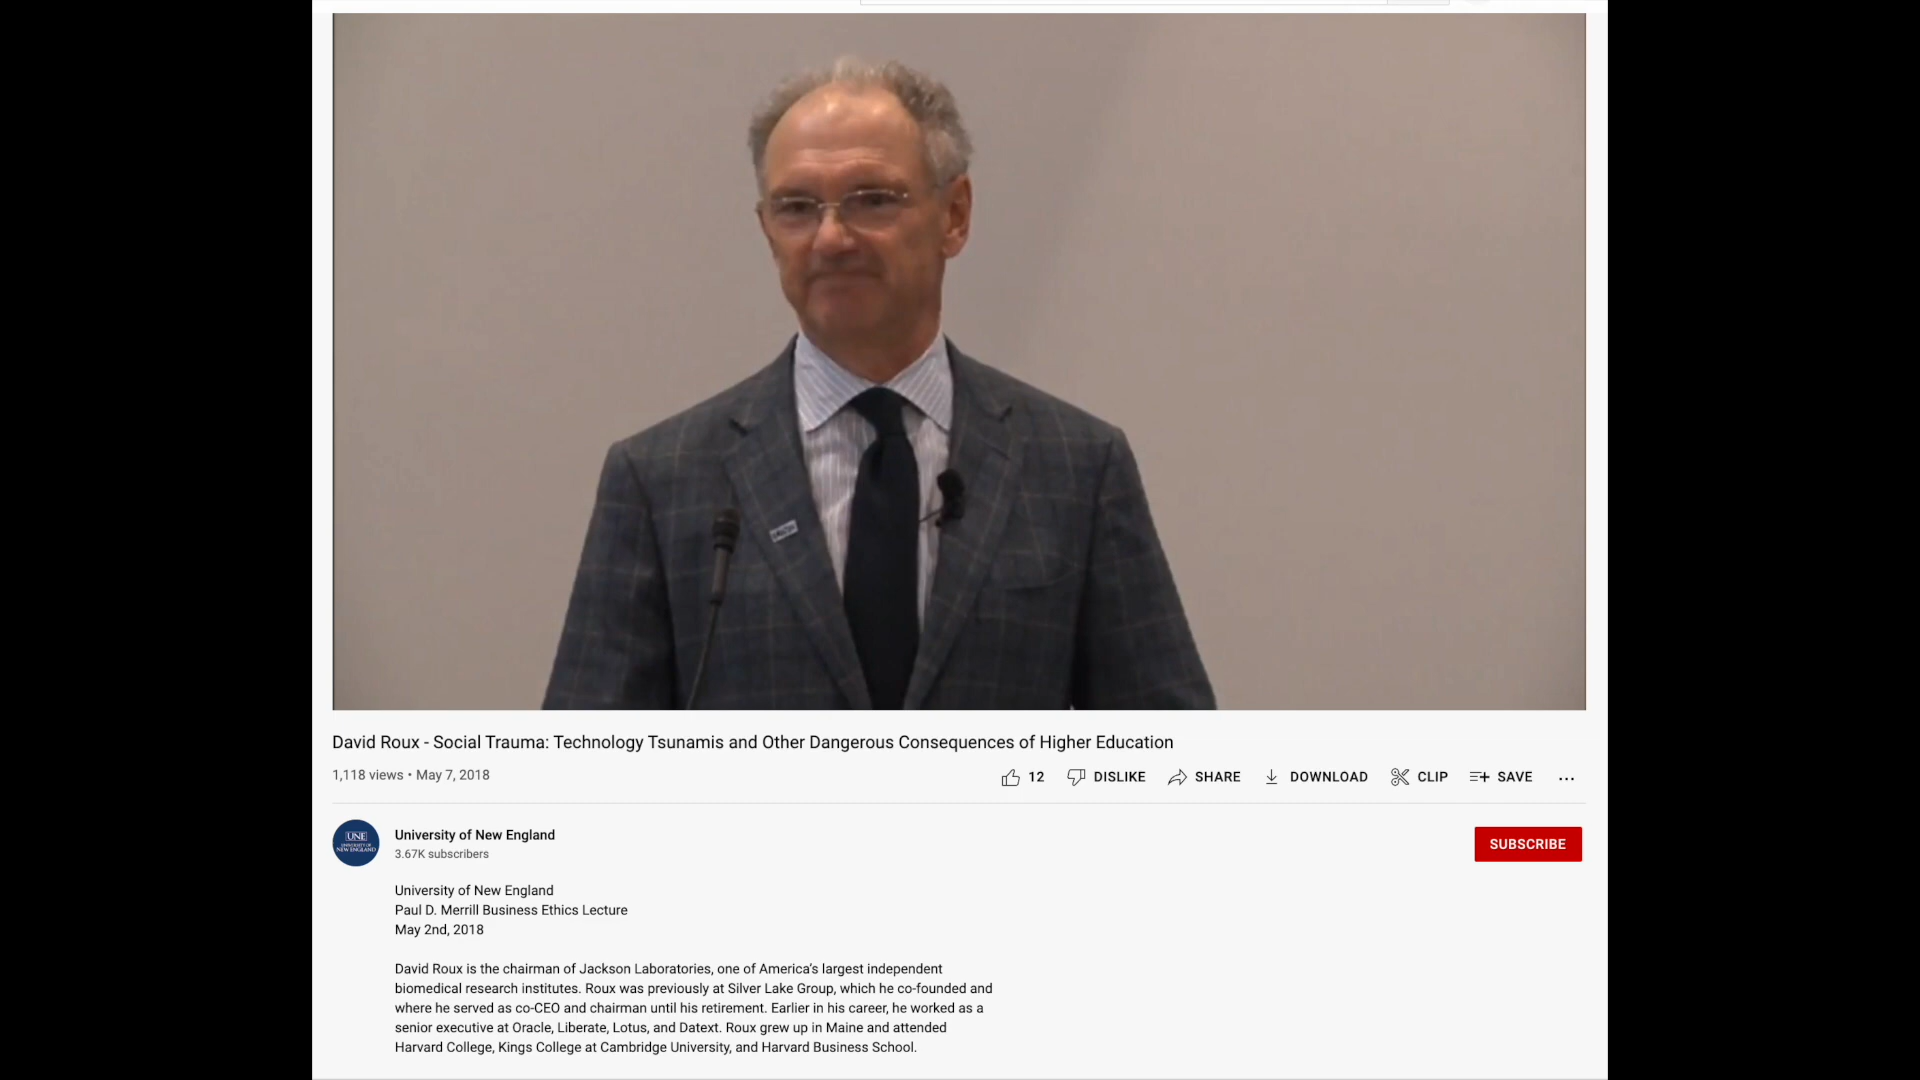 David Roux - Social Trauma: Technology Tsunamis and Other Dangerous Consequences of Higher Education
1,118 views • May 7, 2018
12 DISLIKE SHARE DOWNLOAD CLIP SAVE ...
UNE
UNIVERSITY OF
NEW ENGLAND
University of New England
3.67K subscribers
SUBSCRIBE
University of New England
Paul D. Merrill Business Ethics Lecture
May 2nd, 2018
David Roux is the chairman of Jackson Laboratories, one of America's largest independent
biomedical research institutes. Roux was previously at Silver Lake Group, which he co-founded and
where he served as co-CEO and chairman until his retirement. Earlier in his career, he worked as a
senior executive at Oracle, Liberate, Lotus, and Datext. Roux grew up in Maine and attended
Harvard College, Kings College at Cambridge University, and Harvard Business School.